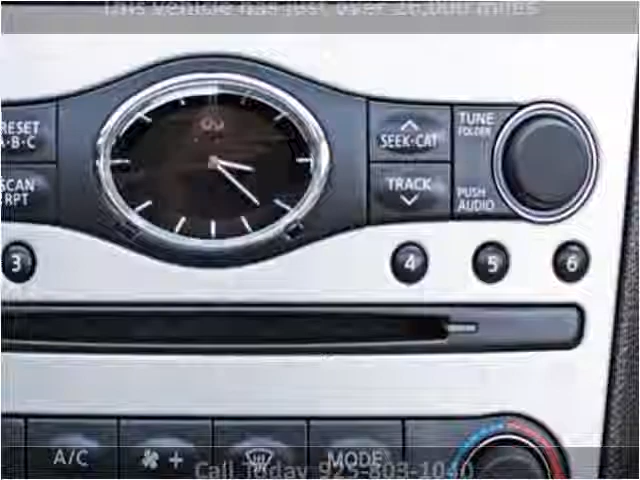 This vehicle has just over 26,000 miles
RESET
A·B·C
SEEK·CAT
TUNE
FOLDER
SCAN
RPT
TRACK
PUSH
AUDIO
3
4
5
6
A/C
+
MODE
Call Today 925-803-1040